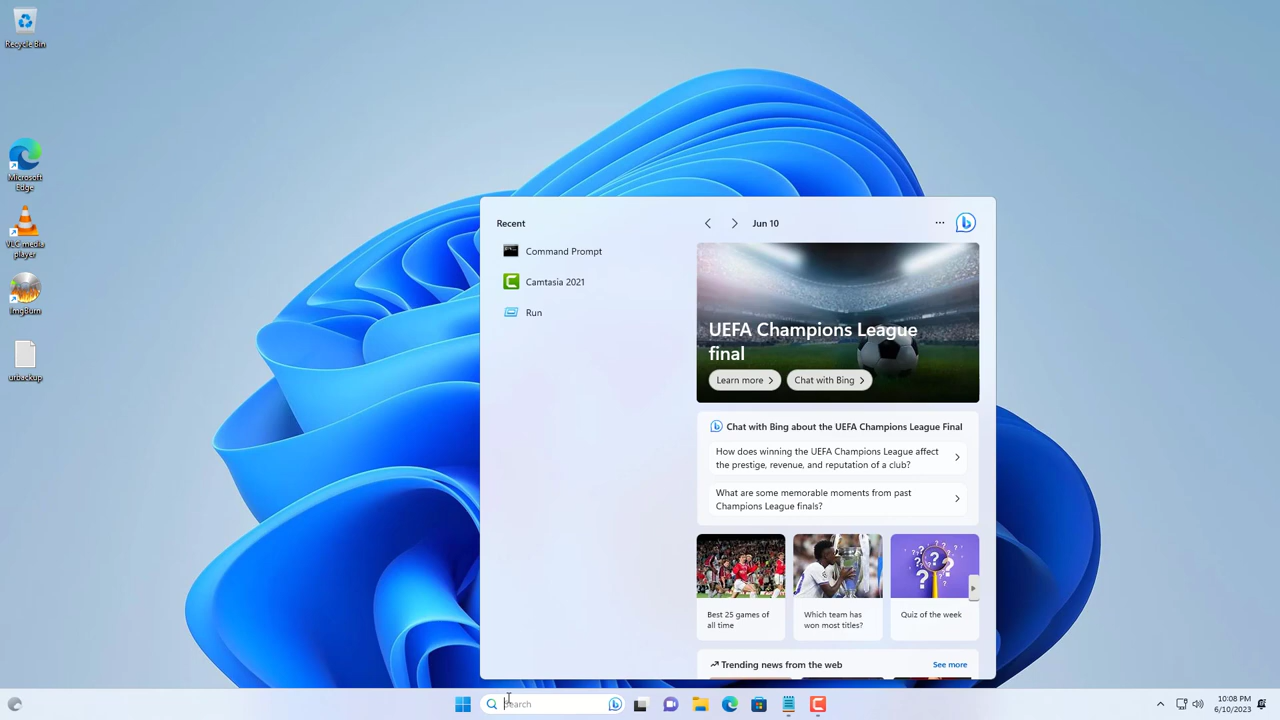 Recycle Bin
Microsoft
Edge
VLC media
player
ImgBurn
urbackup
Recent
Command Prompt
Camtasia 2021
Run
Jun 10
UEFA Champions League
final
Learn more
Chat with Bing
Chat with Bing about the UEFA Champions League Final
How does winning the UEFA Champions League affect
the prestige, revenue, and reputation of a club?
What are some memorable moments from past
Champions League finals?
Best 25 games of
all time
Which team has
won most titles?
Quiz of the week
Trending news from the web
See more
Search
10:08 PM
6/10/2023